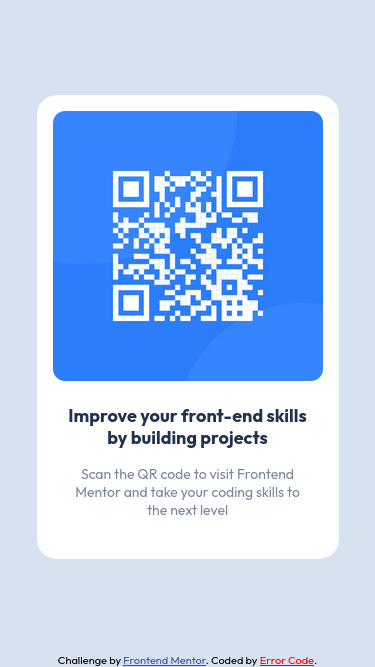 Improve your front-end skills
by building projects
Scan the QR code to visit Frontend
Mentor and take your coding skills to
the next level
Challenge by Frontend Mentor. Coded by Error Code.